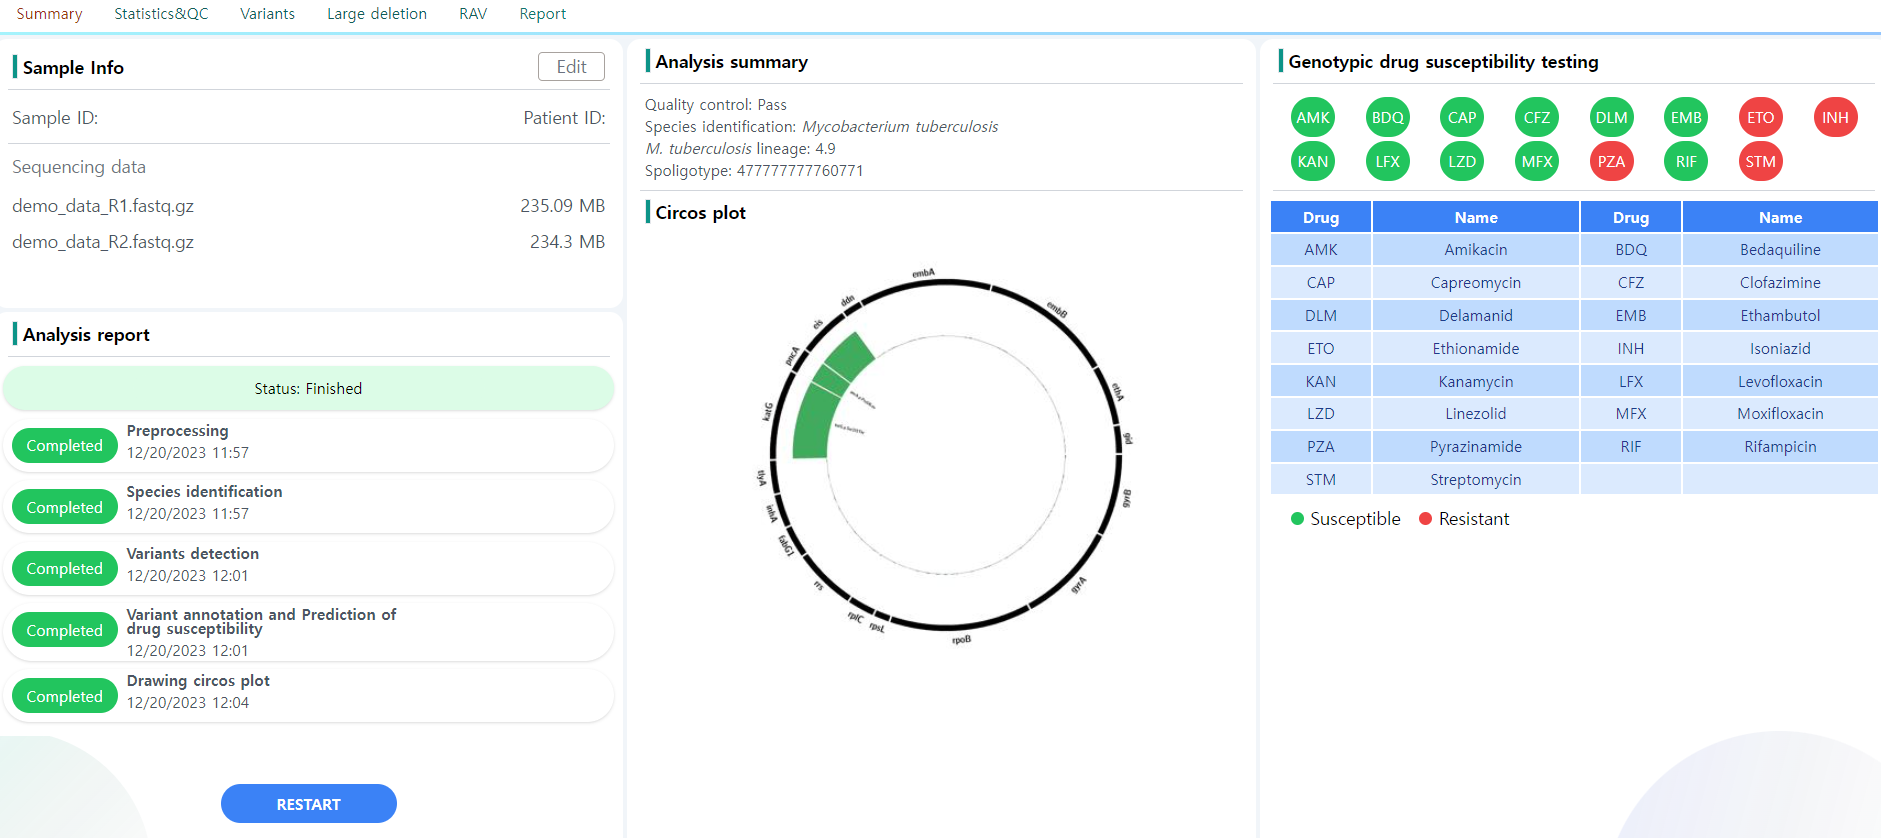 Summary Statistics&QC Variants Large deletion RAV Report
Sample Info Edit
Sample ID: Patient ID:
Sequencing data
demo_data_R1.fastq.gz 235.09 MB
demo_data_R2.fastq.gz 234.3 MB
Analysis report
Status: Finished
Completed Preprocessing
12/20/2023 11:57
Completed Species identification
12/20/2023 11:57
Completed Variants detection
12/20/2023 12:01
Completed Variant annotation and Prediction of
drug susceptibility
12/20/2023 12:01
Completed Drawing circos plot
12/20/2023 12:04
RESTART
Analysis summary
Quality control: Pass
Species identification: Mycobacterium tuberculosis
M. tuberculosis lineage: 4.9
Spoligotype: 477777777760771
Circos plot
embA
embB
ethA
gid
gyrB
gyrA
rpoB
rpsL
rplC
rrs
fabG1
inhA
tlyA
katG
pncA
eis
ddn
Genotypic drug susceptibility testing
AMK BDQ CAP CFZ DLM EMB ETO INH
KAN LFX LZD MFX PZA RIF STM
Drug Name Drug Name
AMK Amikacin BDQ Bedaquiline
CAP Capreomycin CFZ Clofazimine
DLM Delamanid EMB Ethambutol
ETO Ethionamide INH Isoniazid
KAN Kanamycin LFX Levofloxacin
LZD Linezolid MFX Moxifloxacin
PZA Pyrazinamide RIF Rifampicin
STM Streptomycin
Susceptible Resistant